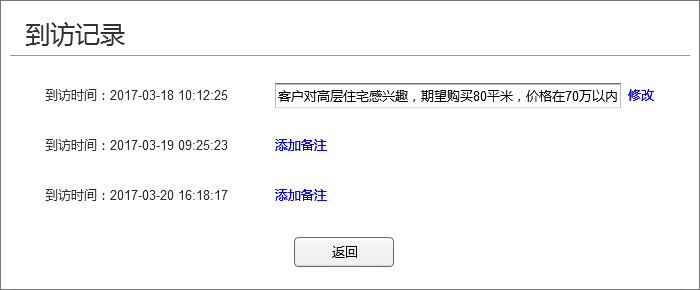 到访记录
到访时间：2017-03-18 10:12:25 客户对高层住宅感兴趣，期望购买80平米，价格在70万以内 修改
到访时间：2017-03-19 09:25:23 添加备注
到访时间：2017-03-20 16:18:17 添加备注
返回